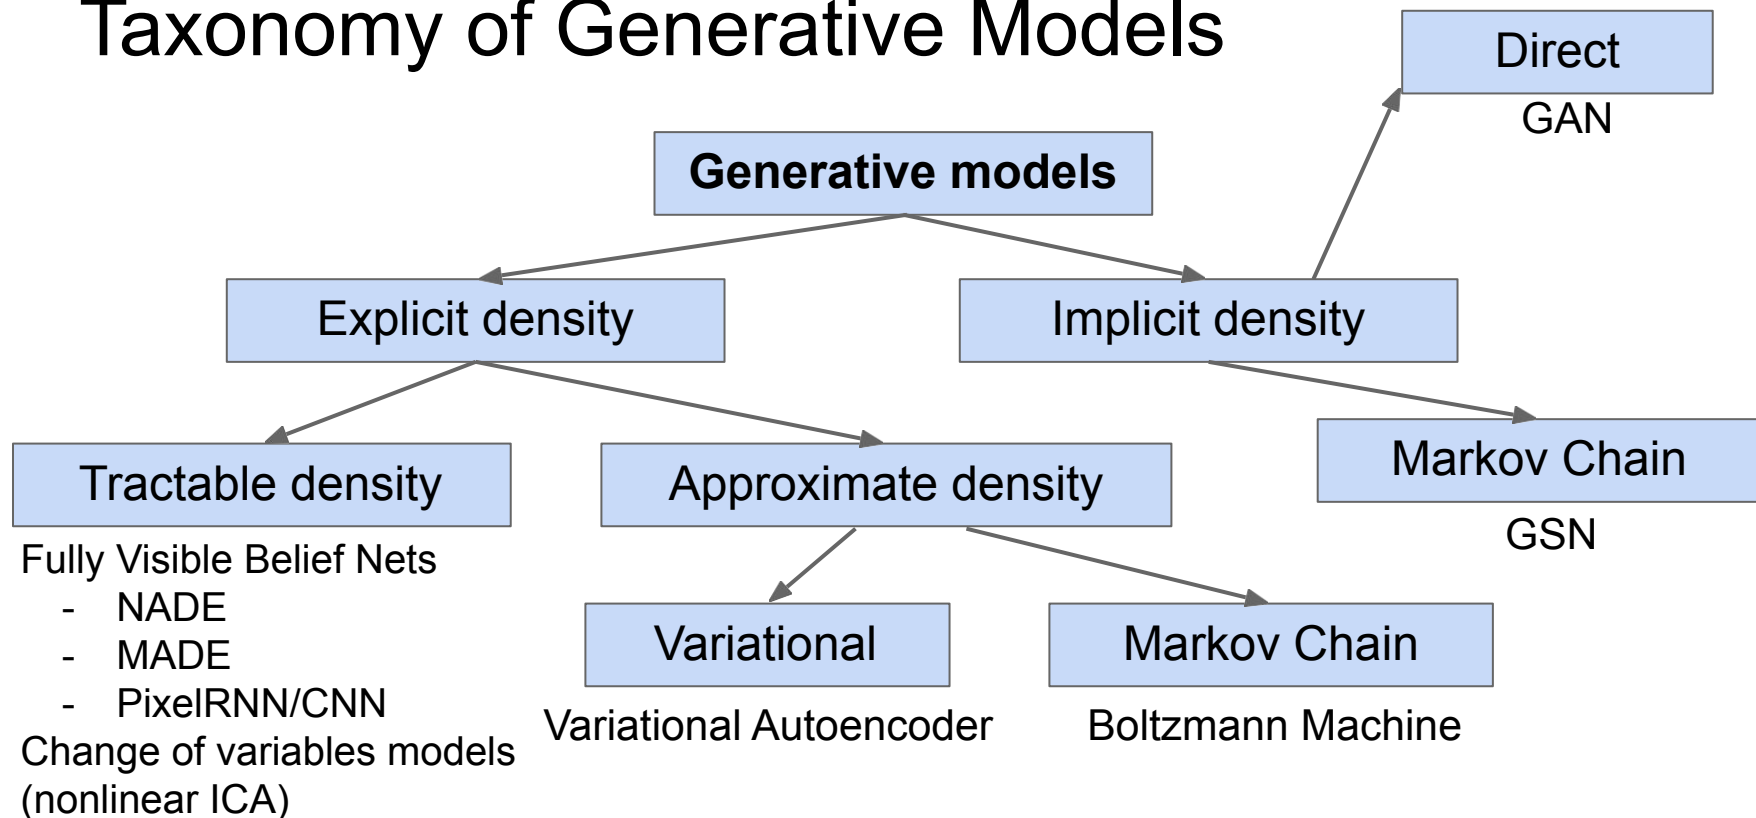 Taxonomy of Generative Models
Direct
GAN
Generative models
Explicit density
Implicit density
Tractable density
Approximate density
Markov Chain
GSN
Fully Visible Belief Nets
- NADE
- MADE
- PixelRNN/CNN
Change of variables models
(nonlinear ICA)
Variational
Markov Chain
Variational Autoencoder
Boltzmann Machine